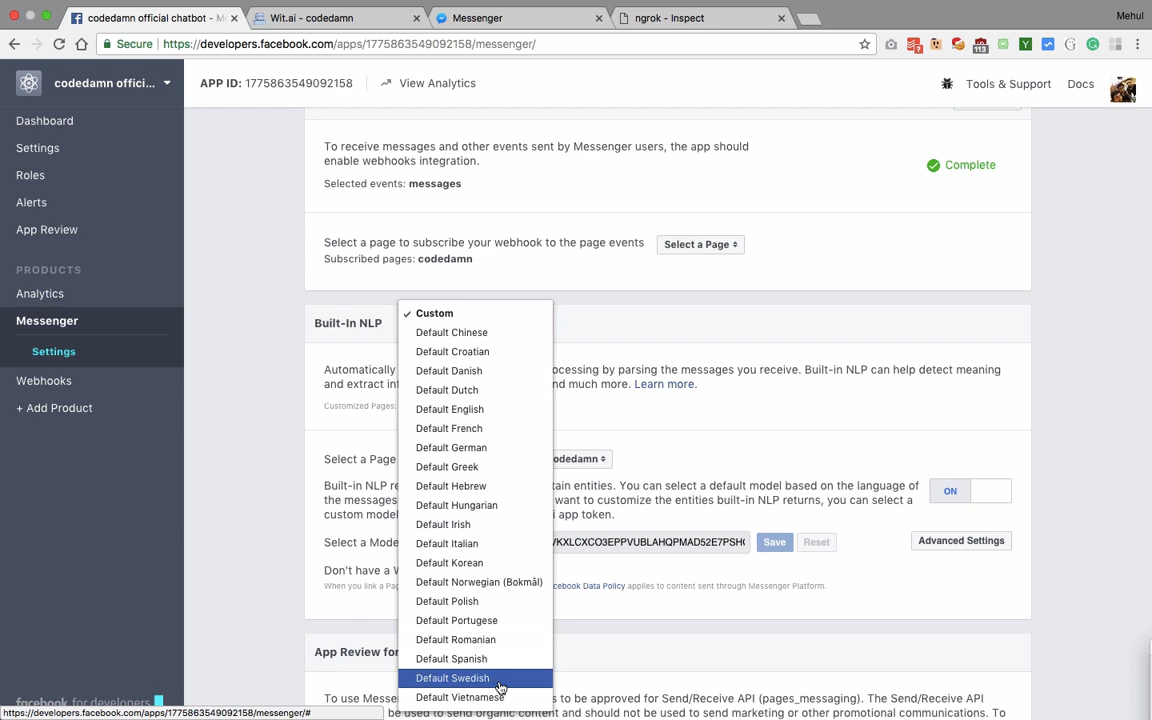 codedamn official chatbot - M
Wit.ai - codedamn
Messenger
ngrok - Inspect
Mehul
Secure
https://developers.facebook.com/apps/1775863549092158/messenger/
113
codedamn offici...
APP ID: 1775863549092158
View Analytics
Tools & Support
Docs
Dashboard
Settings
Roles
Alerts
App Review
PRODUCTS
Analytics
Messenger
Settings
Webhooks
+ Add Product
facebook for developers
To receive messages and other events sent by Messenger users, the app should
enable webhooks integration.
Selected events: messages
Complete
Select a page to subscribe your webhook to the page events
Select a Page
Subscribed pages: codedamn
Built-In NLP
Automatically
ocessing by parsing the messages you receive. Built-in NLP can help detect meaning
and extract in
nd much more. Learn more.
Customized Pages:
Select a Page
odedamn
Built-in NLP re
tain entities. You can select a default model based on the language of
the messages
want to customize the entities built-in NLP returns, you can select a
custom model
i app token.
ON
Select a Mode
VKXLCXCO3EPPVUBLAHQPMAD52E7PSH
Save
Reset
Advanced Settings
Don't have a W
When you link a Pag
cebook Data Policy applies to content sent through Messenger Platform.
Custom
Default Chinese
Default Croatian
Default Danish
Default Dutch
Default English
Default French
Default German
Default Greek
Default Hebrew
Default Hungarian
Default Irish
Default Italian
Default Korean
Default Norwegian (Bokmål)
Default Polish
Default Portugese
Default Romanian
Default Spanish
Default Swedish
Default Vietnamese
App Review for
To use Messe
s to be approved for Send/Receive API (pages_messaging). The Send/Receive API
be used to send organic content and should not be used to send marketing or other promotional communications. To
https://developers.facebook.com/apps/1775863549092158/messenger/#